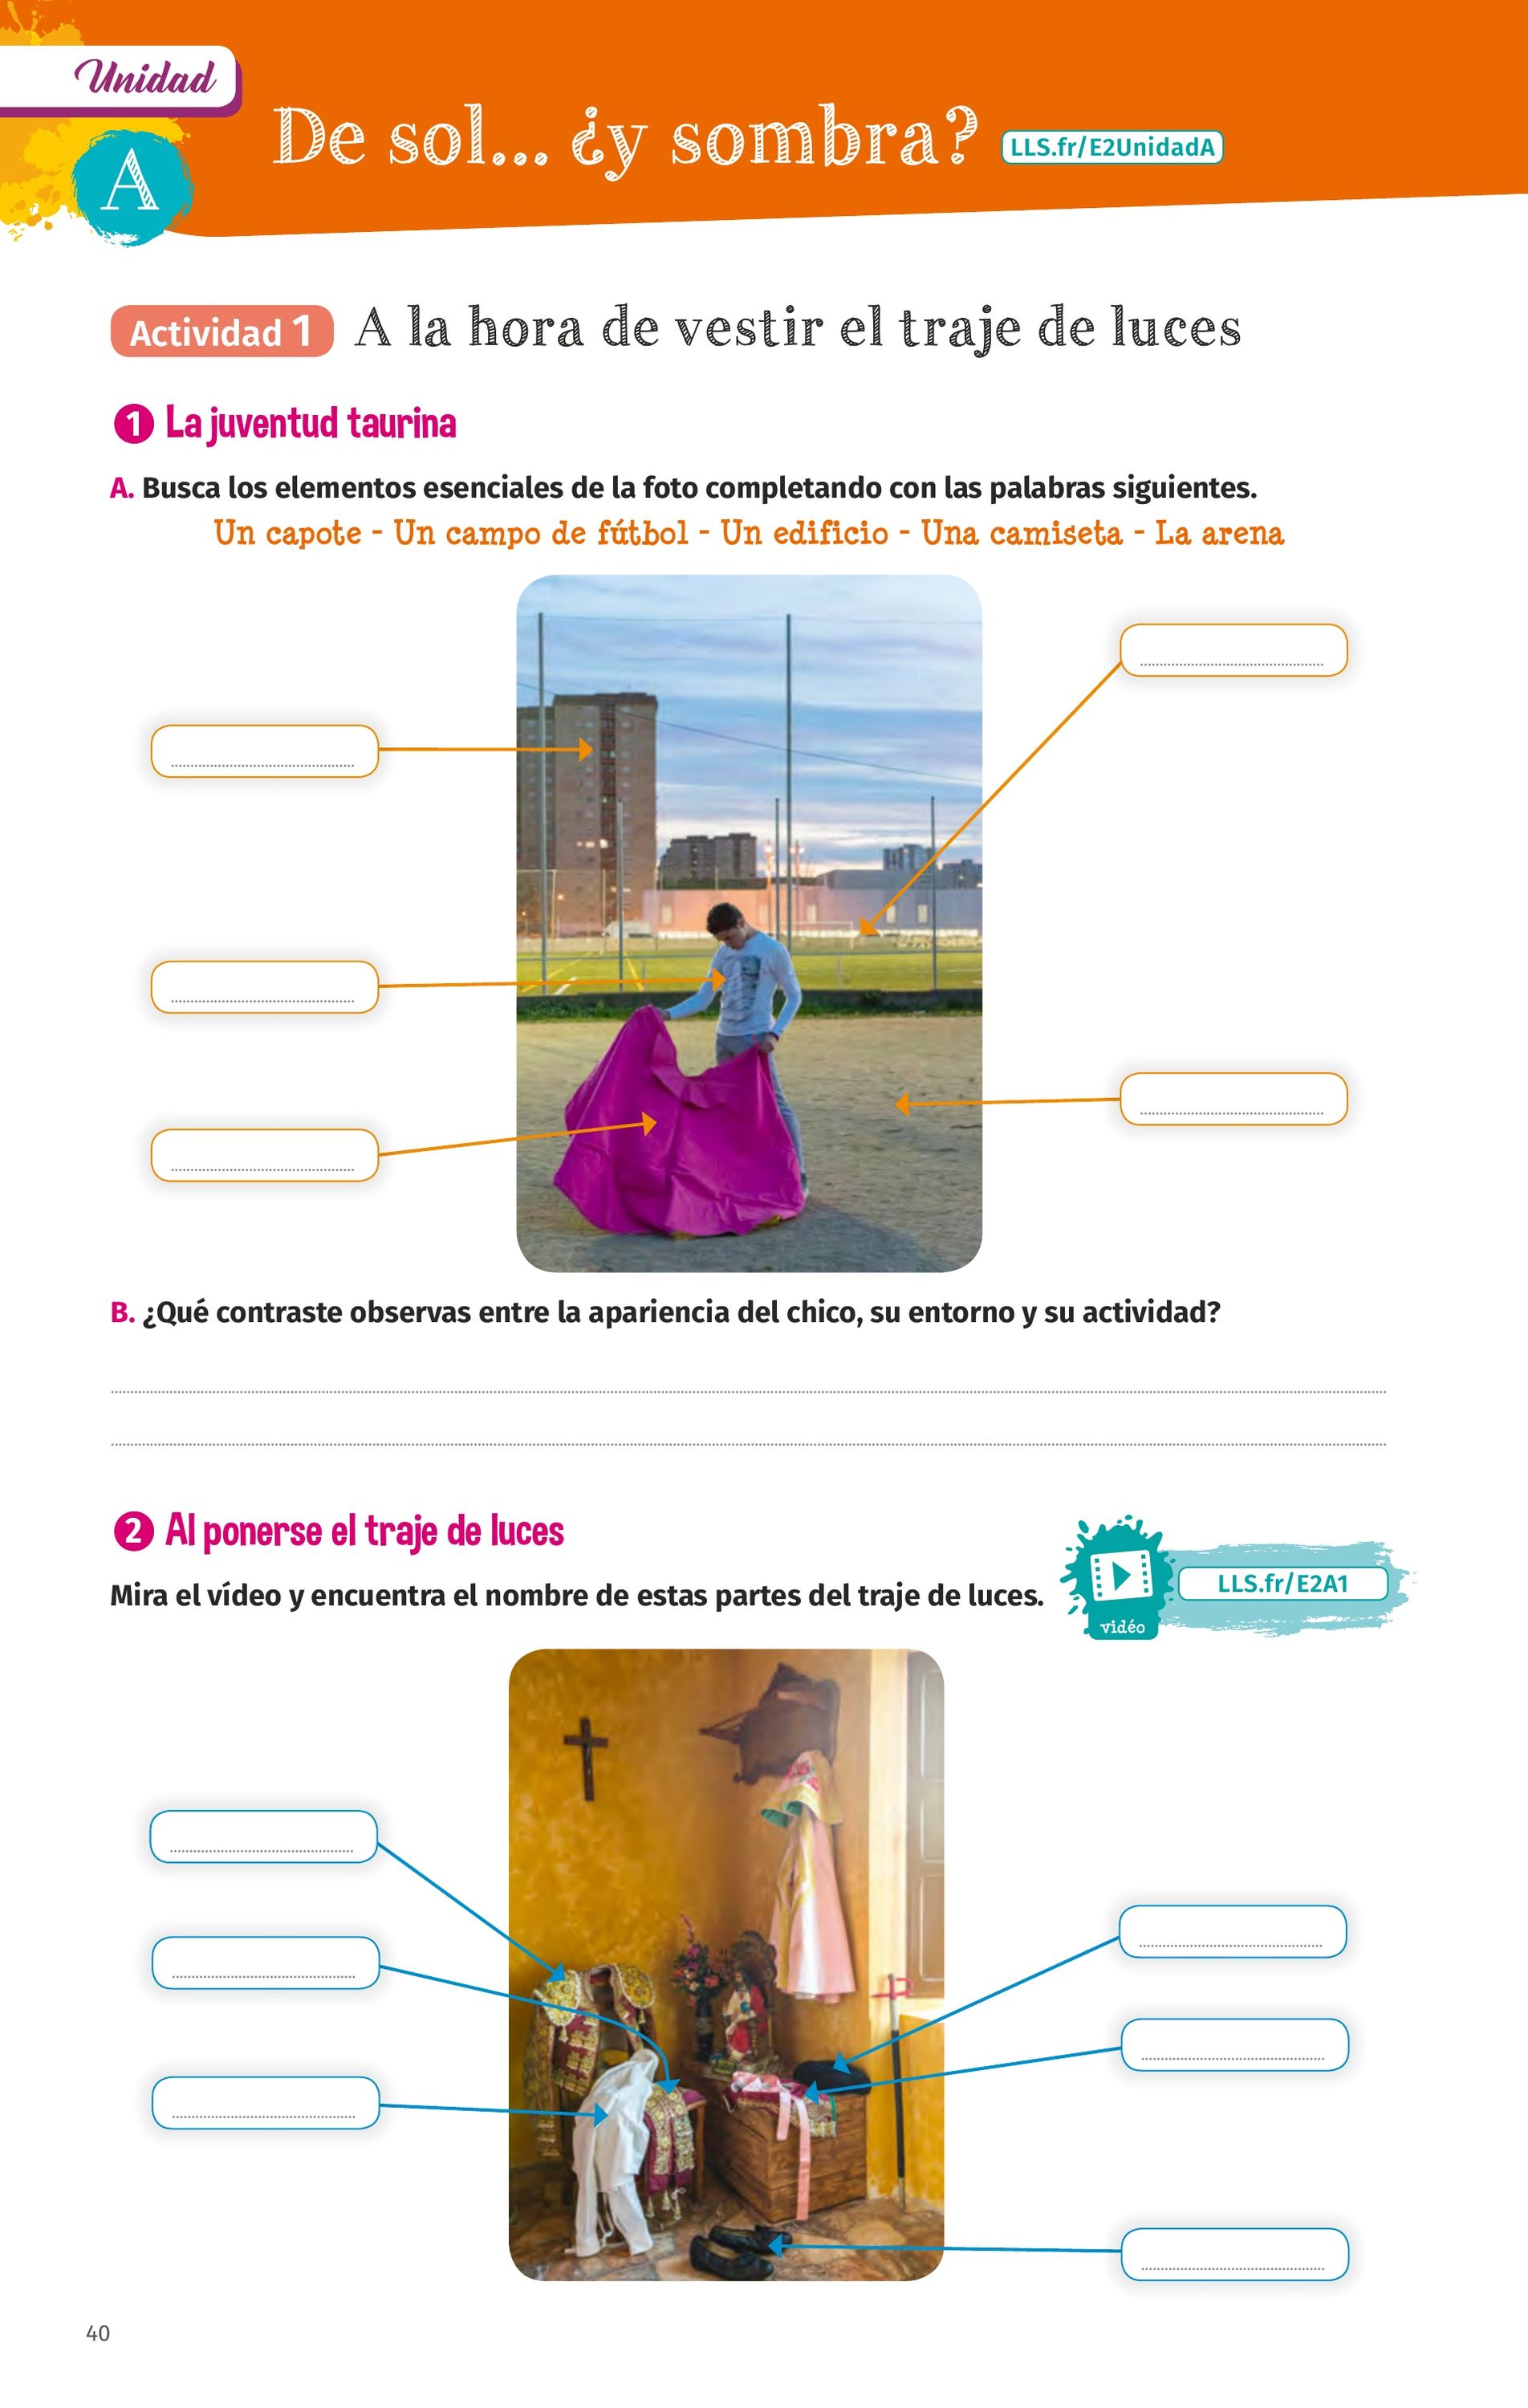 Unidad
A
De sol... ¿y sombra?
LLS.fr/E2UnidadA
Actividad 1 A la hora de vestir el traje de luces
1 La juventud taurina
A. Busca los elementos esenciales de la foto completando con las palabras siguientes.
Un capote - Un campo de fútbol - Un edificio - Una camiseta - La arena
B. ¿Qué contraste observas entre la apariencia del chico, su entorno y su actividad?
2 Al ponerse el traje de luces
Mira el vídeo y encuentra el nombre de estas partes del traje de luces.
vidéo
LLS.fr/E2A1
40